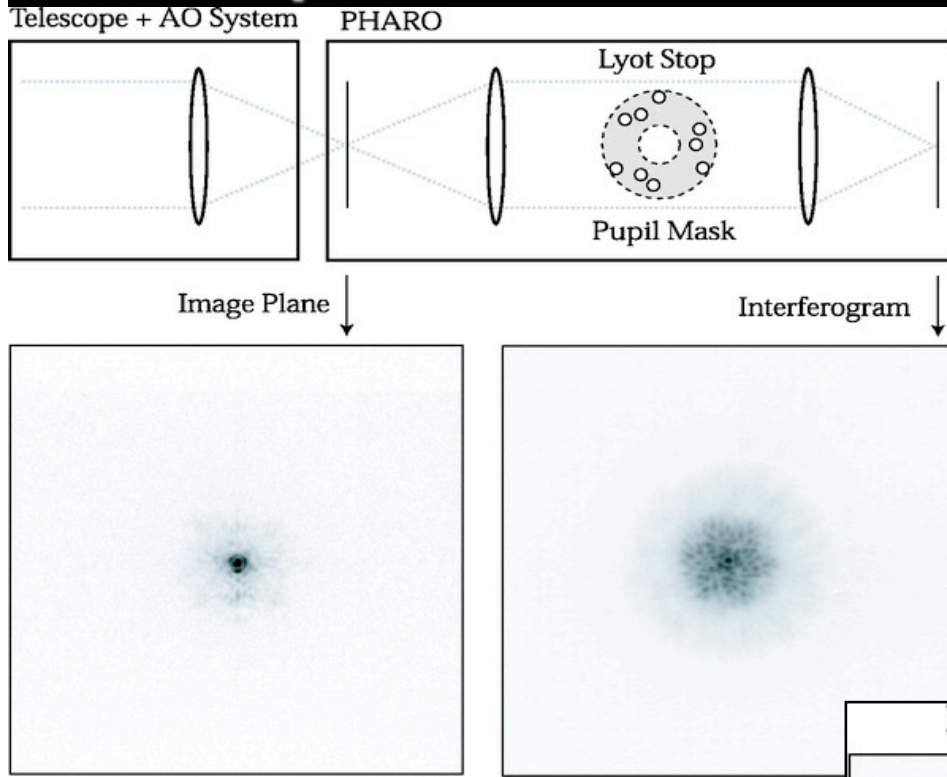 Telescope + AO System
PHARO
Lyot Stop
Pupil Mask
Image Plane
Interferogram